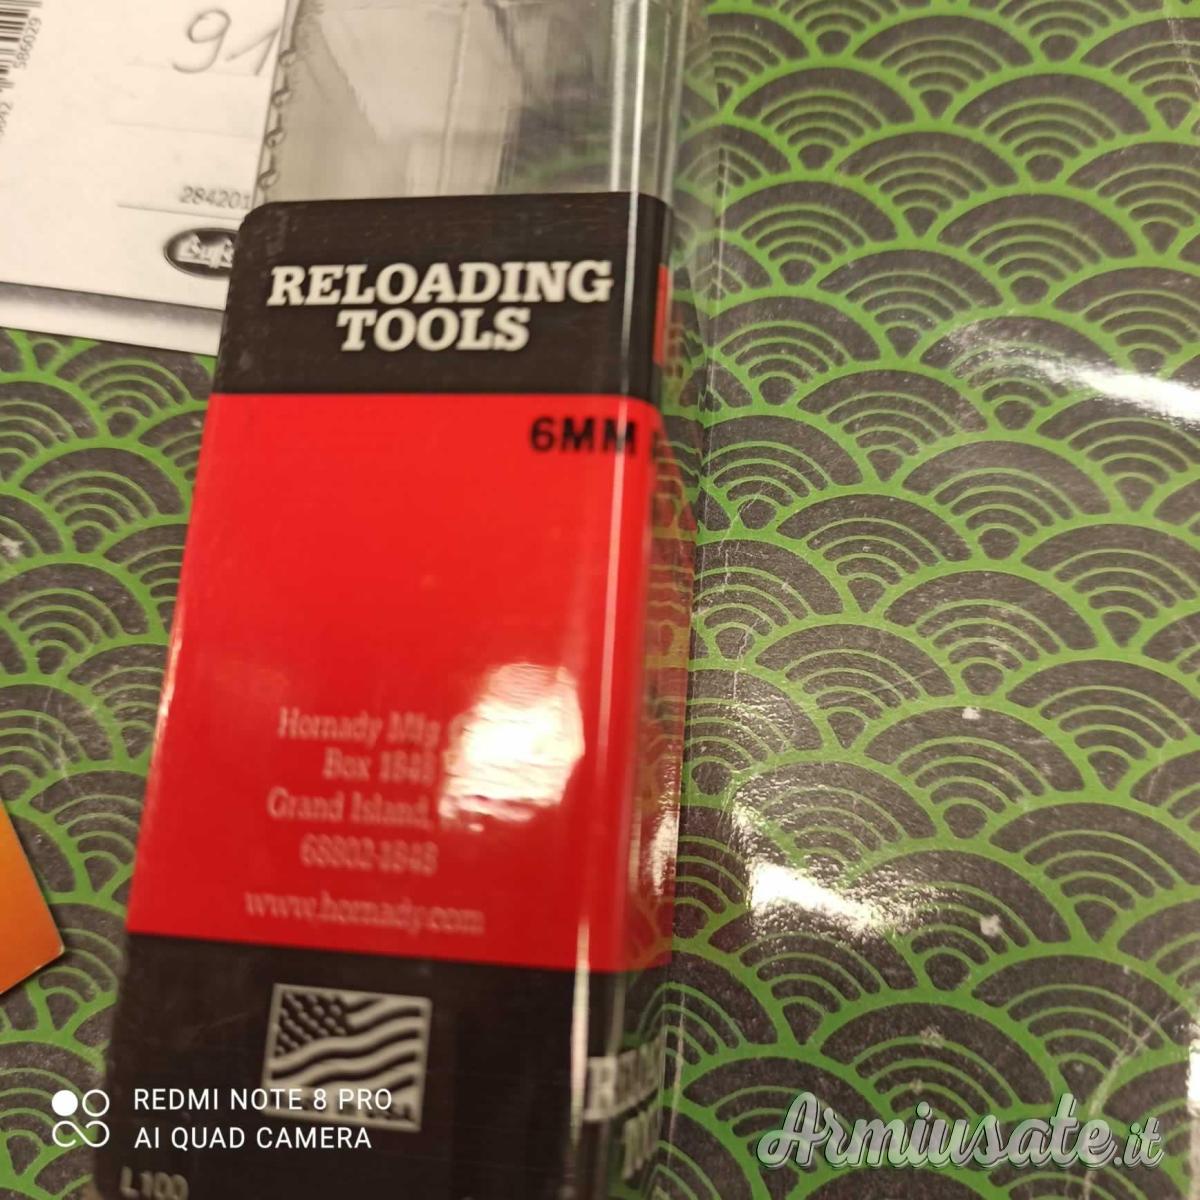 91
586029
284201
RELOADING
TOOLS
6MM
Hornady Mfg
Box 1848
Grand Island,
68802-1848
www.hornady.com
L100
REDMI NOTE 8 PRO
AI QUAD CAMERA
Armiusate.it